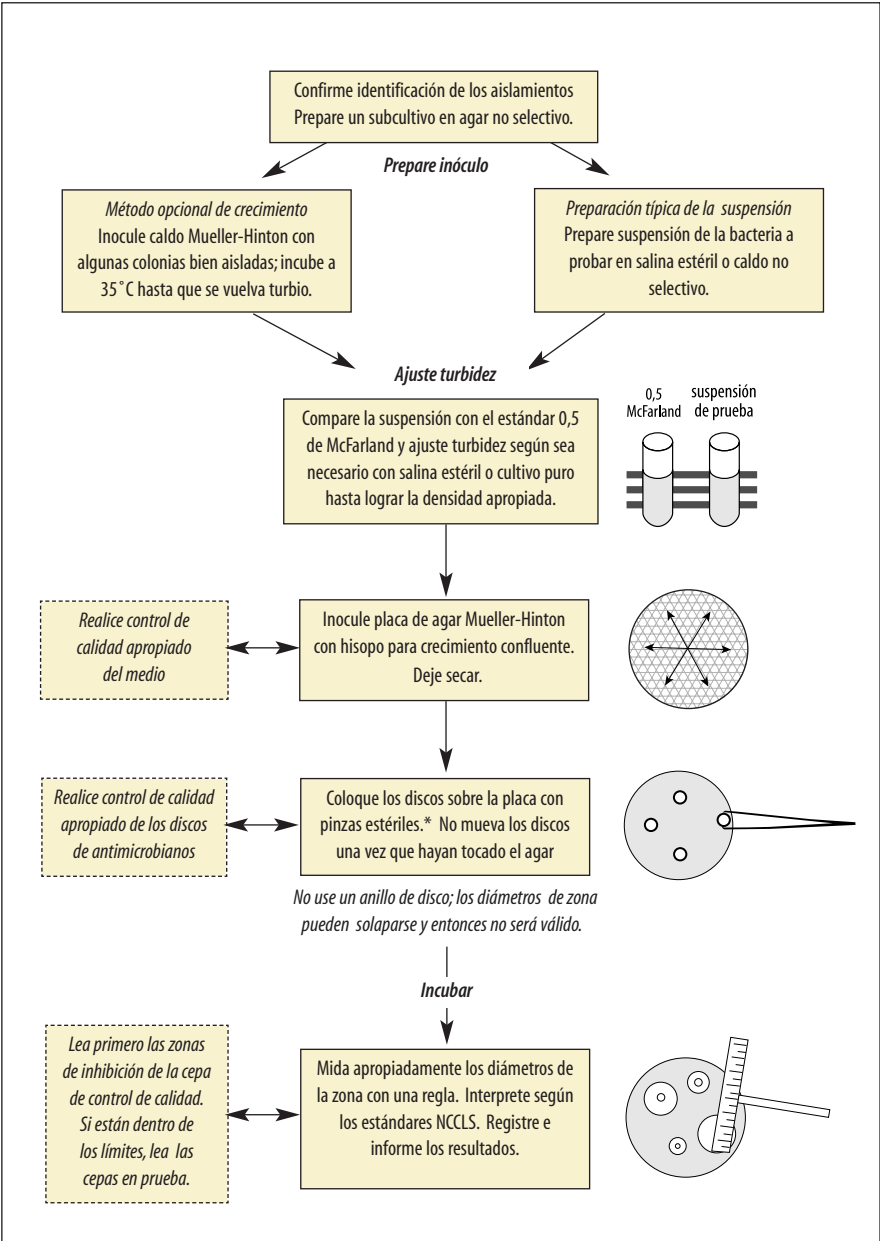 Confirme identificación de los aislamientos
Prepare un subcultivo en agar no selectivo.
Prepare inóculo
Método opcional de crecimiento
Inocule caldo Mueller-Hinton con
algunas colonias bien aisladas; incube a
35˚C hasta que se vuelva turbio.
Preparación típica de la suspensión
Prepare suspensión de la bacteria a
probar en salina estéril o caldo no
selectivo.
Ajuste turbidez
Compare la suspensión con el estándar 0,5
de McFarland y ajuste turbidez según sea
necesario con salina estéril o cultivo puro
hasta lograr la densidad apropiada.
0,5
McFarland
suspensión
de prueba
Realice control de
calidad apropiado
del medio
Inocule placa de agar Mueller-Hinton
con hisopo para crecimiento confluente.
Deje secar.
Realice control de calidad
apropiado de los discos
de antimicrobianos
Coloque los discos sobre la placa con
pinzas estériles.* No mueva los discos
una vez que hayan tocado el agar
No use un anillo de disco; los diámetros de zona
pueden solaparse y entonces no será válido.
Incubar
Lea primero las zonas
de inhibición de la cepa
de control de calidad.
Si están dentro de
los límites, lea las
cepas en prueba.
Mida apropiadamente los diámetros de
la zona con una regla. Interprete según
los estándares NCCLS. Registre e
informe los resultados.